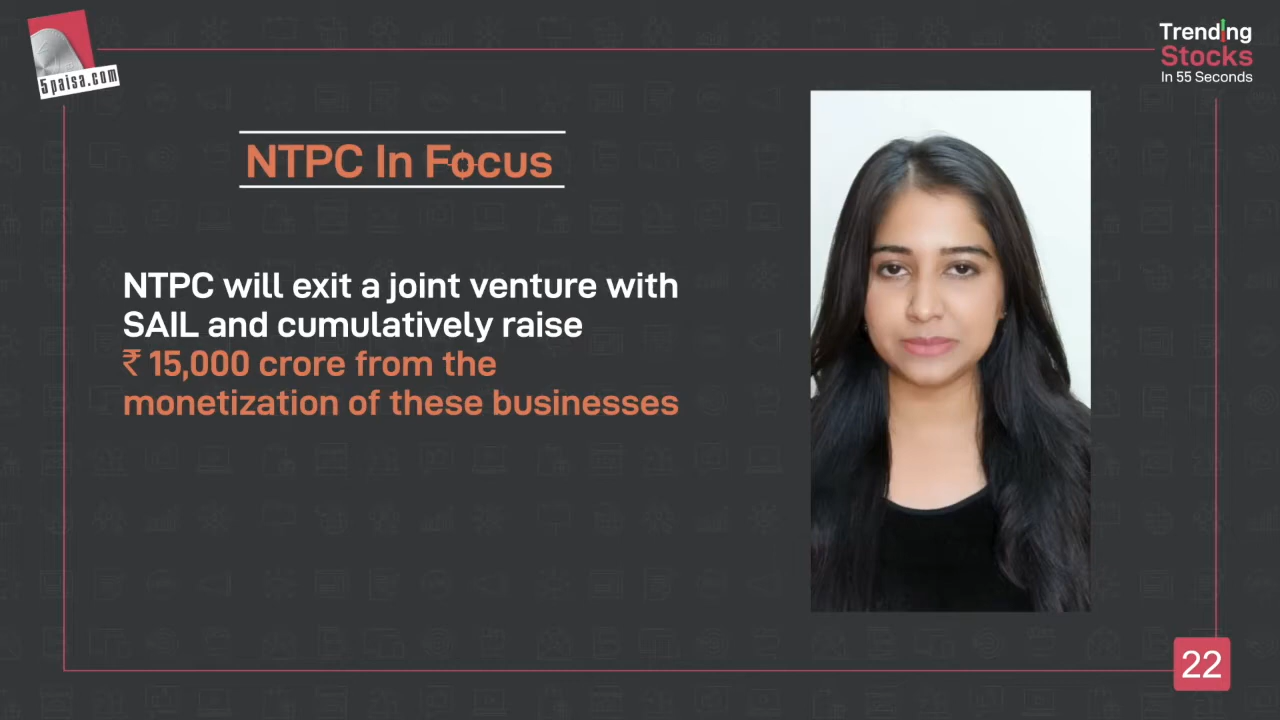 5paisa.com
Trending
Stocks
In 55 Seconds
NTPC In Focus
NTPC will exit a joint venture with
SAIL and cumulatively raise
₹ 15,000 crore from the
monetization of these businesses
22